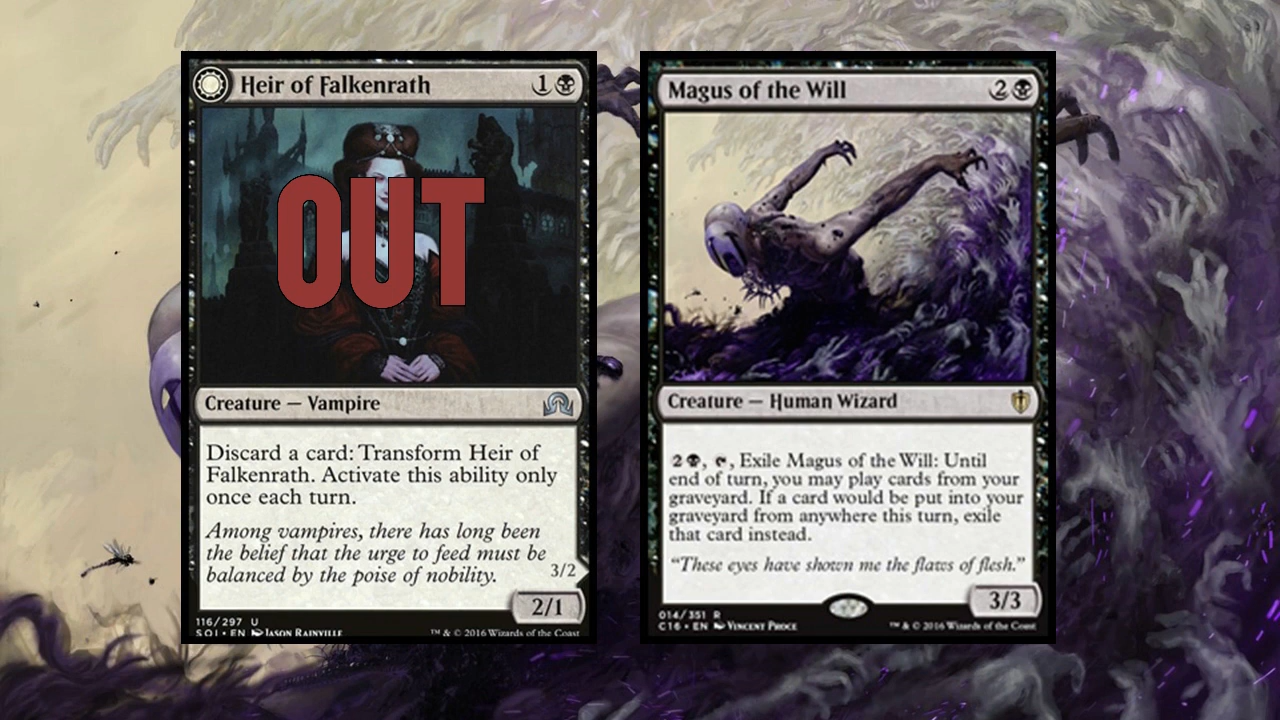 Heir of Falkenrath 1
OUT
Creature — Vampire
Discard a card: Transform Heir of
Falkenrath. Activate this ability only
once each turn.
Among vampires, there has long been
the belief that the urge to feed must be
balanced by the poise of nobility.
3/2
2/1
116/297 U
SOI • EN Jason Rainville
™ & © 2016 Wizards of the Coast
Magus of the Will 2
Creature — Human Wizard
2, , Exile Magus of the Will: Until
end of turn, you may play cards from your
graveyard. If a card would be put into your
graveyard from anywhere this turn, exile
that card instead.
“These eyes have shown me the flaws of flesh.”
3/3
014/351 R
C16 • EN Vincent Proce
™ & © 2016 Wizards of the Coast